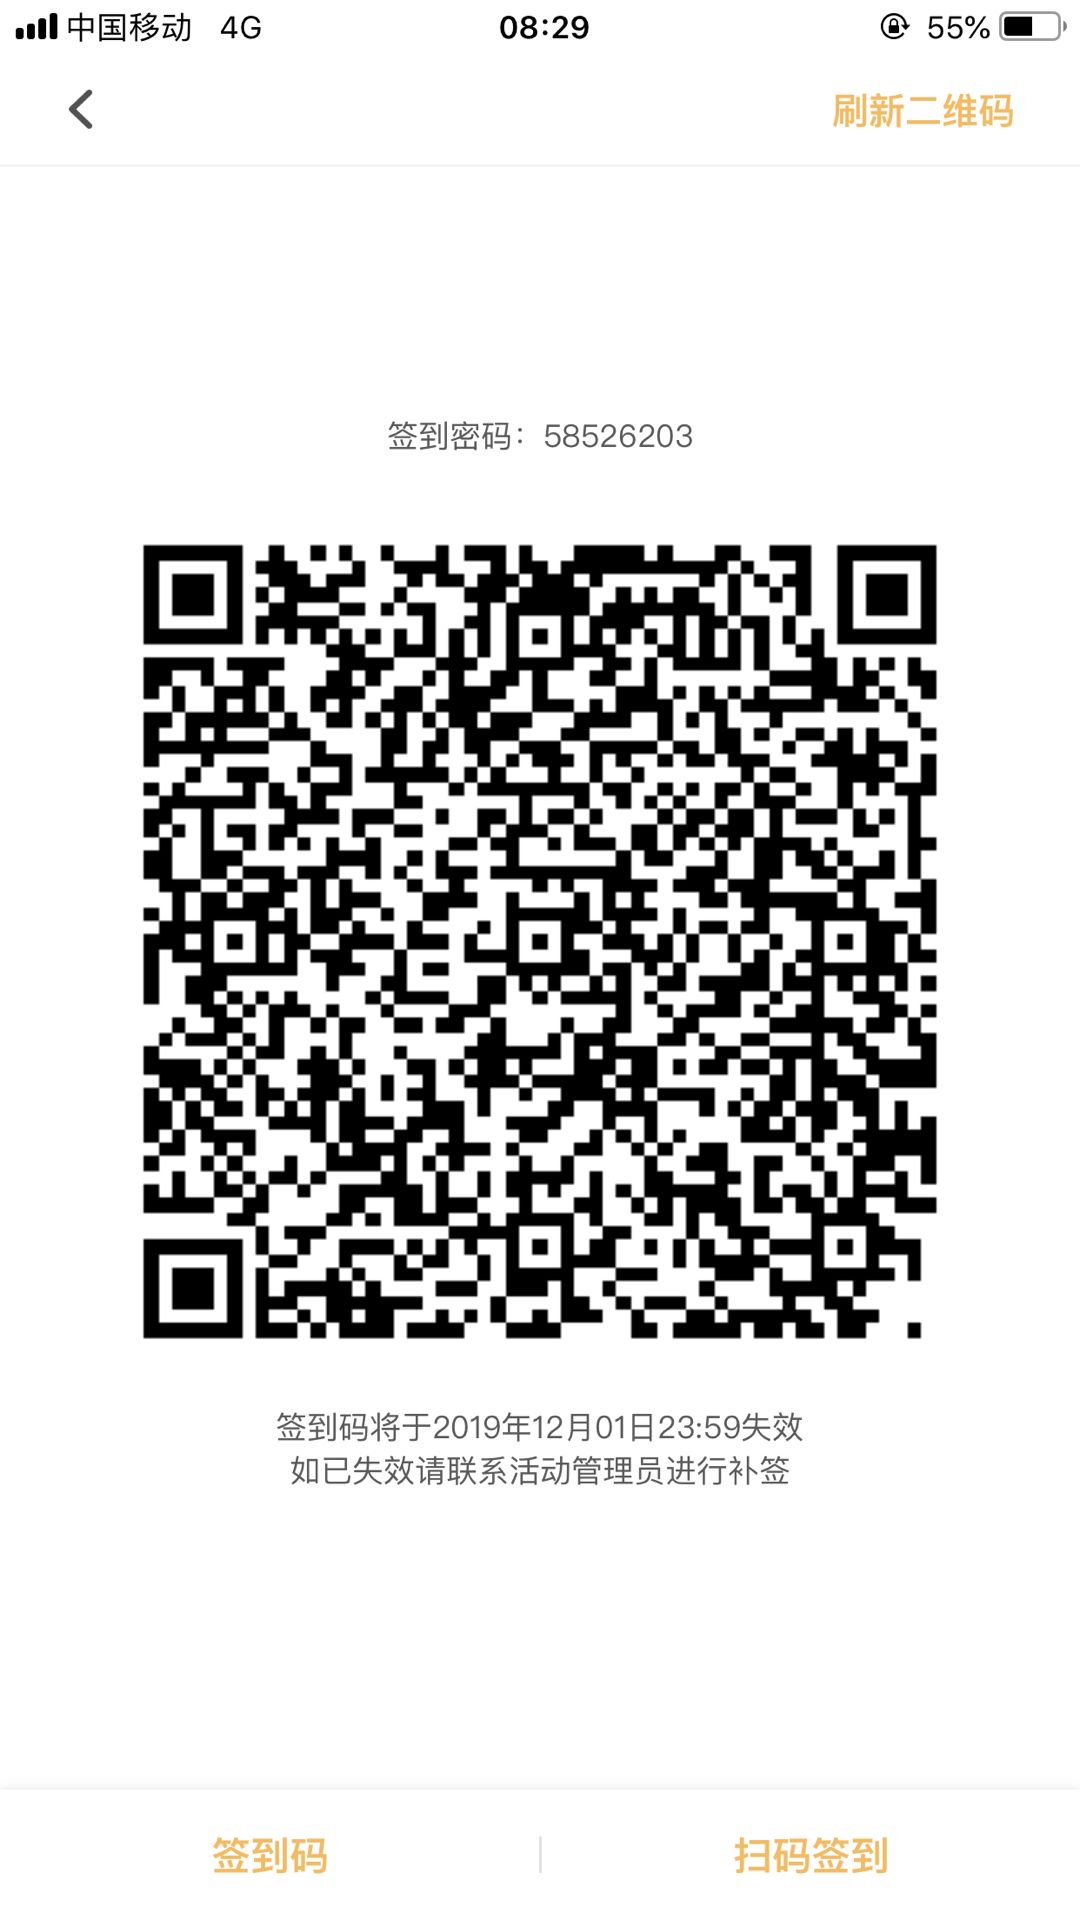 中国移动 4G 08:29 55%
刷新二维码
签到密码：58526203
签到码将于2019年12月01日23:59失效
如已失效请联系活动管理员进行补签
签到码 扫码签到